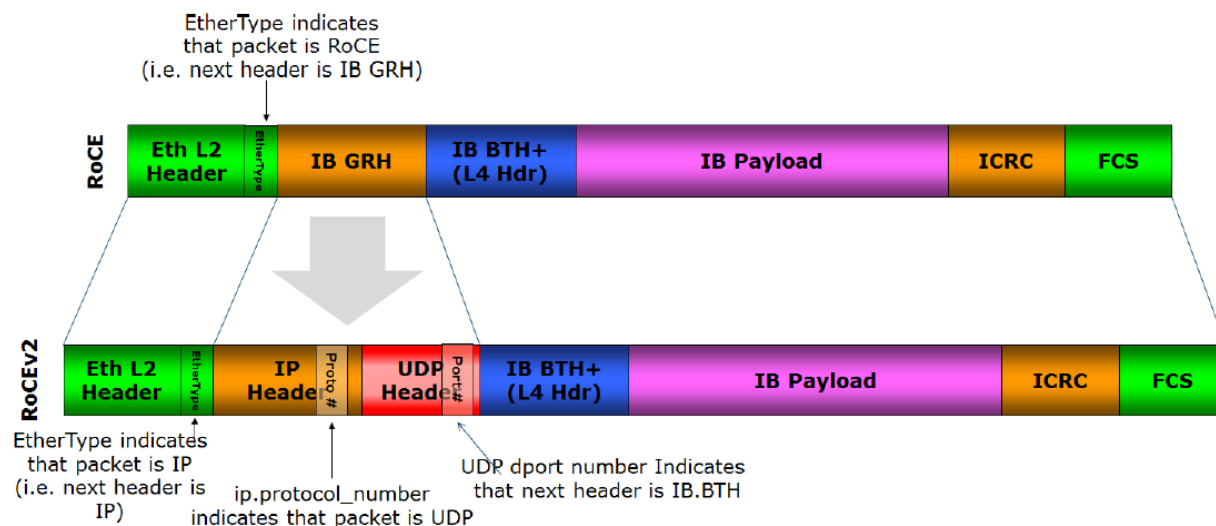 EtherType indicates
that packet is RoCE
(i.e. next header is IB GRH)
RoCE
Eth L2
Header
EtherType
IB GRH
IB BTH+
(L4 Hdr)
IB Payload
ICRC
FCS
RoCEv2
Eth L2
Header
EtherType
IP
Header
Proto #
UDP
Header
Port#
IB BTH+
(L4 Hdr)
IB Payload
ICRC
FCS
EtherType indicates
that packet is IP
(i.e. next header is
IP)
ip.protocol_number
indicates that packet is UDP
UDP dport number Indicates
that next header is IB.BTH